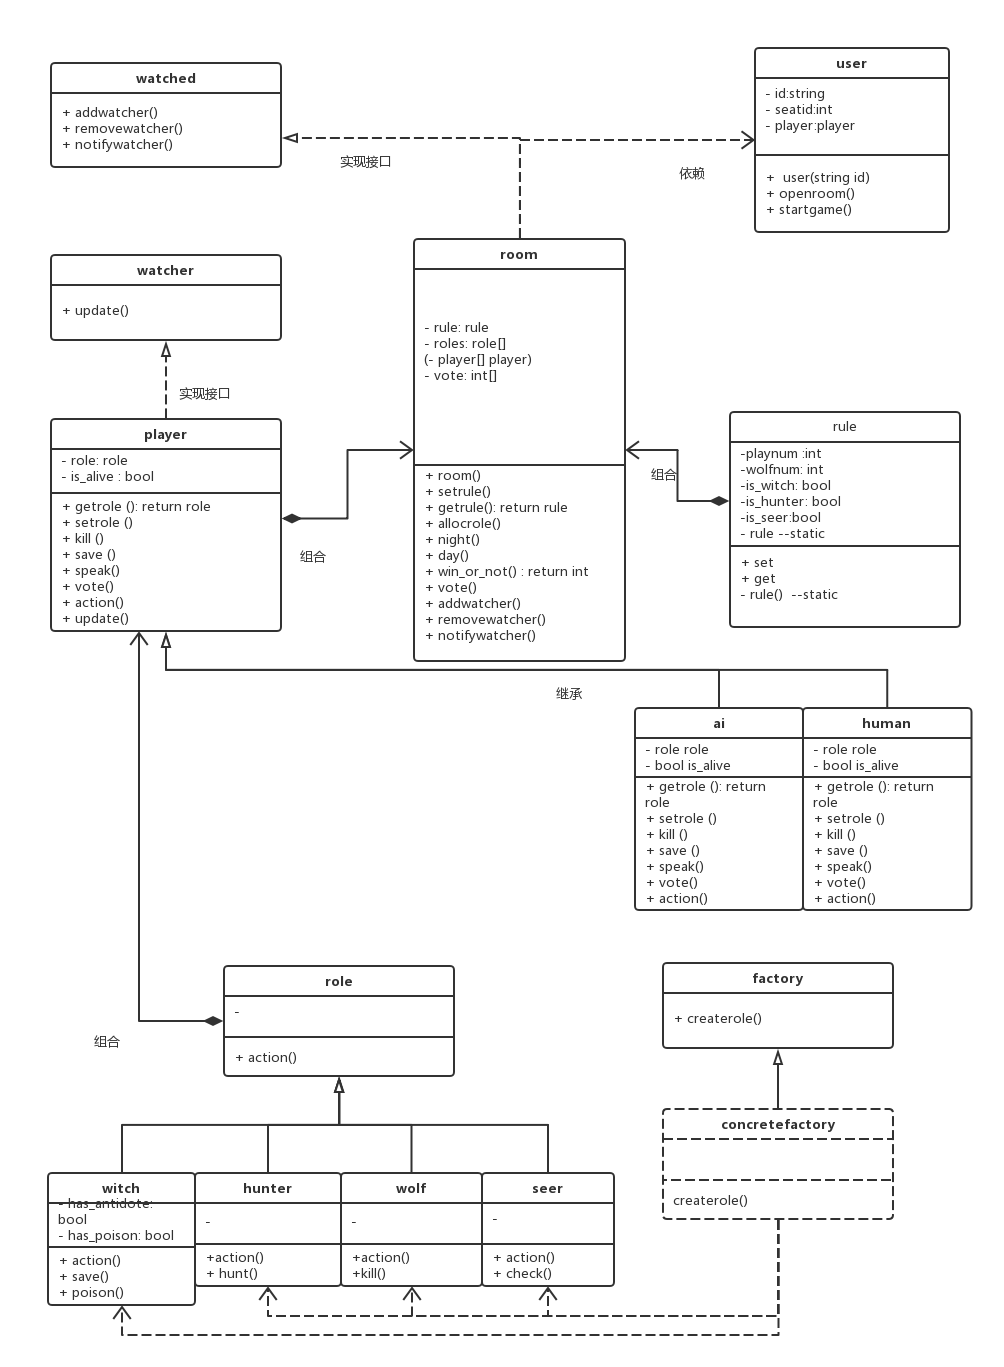 watched
+ addwatcher()
+ removewatcher()
+ notifywatcher()
实现接口
user
- id:string
- seatid:int
- player:player
+  user(string id)
+ openroom()
+ startgame()
依赖
watcher
+ update()
实现接口
room
- rule: rule
- roles: role[]
(- player[] player)
- vote: int[]
+ room()
+ setrule()
+ getrule(): return rule
+ allocrole()
+ night()
+ day()
+ win_or_not() : return int
+ vote()
+ addwatcher()
+ removewatcher()
+ notifywatcher()
player
- role: role
- is_alive : bool
+ getrole (): return role
+ setrole ()
+ kill ()
+ save ()
+ speak()
+ vote()
+ action()
+ update()
组合
组合
rule
-playnum :int
-wolfnum: int
-is_witch: bool
-is_hunter: bool
-is_seer:bool
- rule --static
+ set
+ get
- rule()  --static
继承
ai
- role role
- bool is_alive
+ getrole (): return
role
+ setrole ()
+ kill ()
+ save ()
+ speak()
+ vote()
+ action()
human
- role role
- bool is_alive
+ getrole (): return
role
+ setrole ()
+ kill ()
+ save ()
+ speak()
+ vote()
+ action()
role
-
+ action()
组合
factory
+ createrole()
concretefactory
createrole()
witch
- has_antidote:
bool
- has_poison: bool
+ action()
+ save()
+ poison()
hunter
-
+action()
+ hunt()
wolf
-
+action()
+kill()
seer
-
+ action()
+ check()